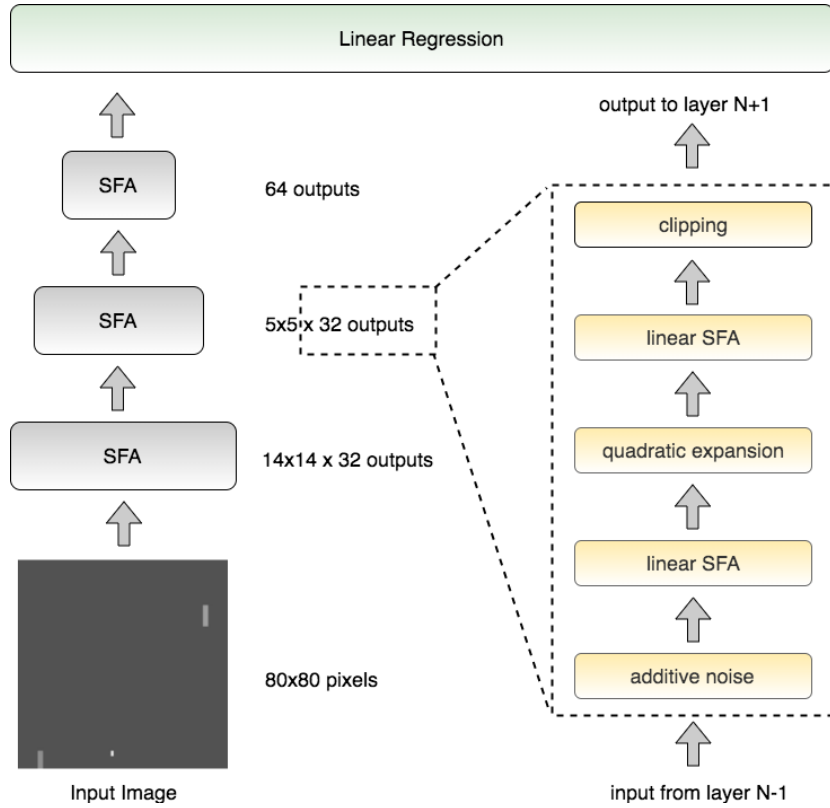 Linear Regression
SFA
64 outputs
SFA
5x5 x 32 outputs
SFA
14x14 x 32 outputs
80x80 pixels
Input Image
output to layer N+1
clipping
linear SFA
quadratic expansion
linear SFA
additive noise
input from layer N-1